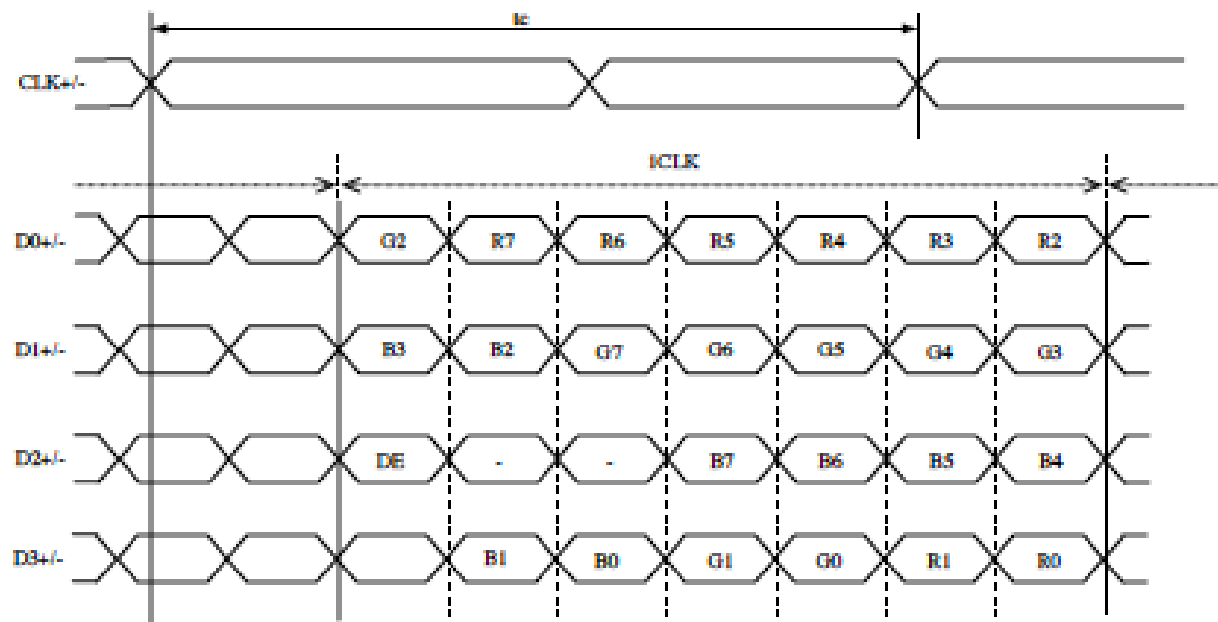 tc
CLK+/-
1CLK
D0+/- G2 R7 R6 R5 R4 R3 R2
D1+/- B3 B2 G7 G6 G5 G4 G3
D2+/- DE - - B7 B6 B5 B4
D3+/- B1 B0 G1 G0 R1 R0